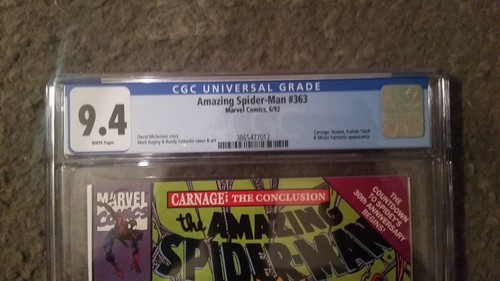 CGC UNIVERSAL GRADE
Amazing Spider-Man #363
Marvel Comics, 6/92
9.4
WHITE Pages
David Michelinie story
Mark Bagley & Randy Emberlin cover & art
3865477012
Carnage, Venom, Human Torch
& Mister Fantastic appearance
MARVEL
COMICS
CARNAGE: THE CONCLUSION
the AMAZING
SPIDER-MAN
THE
COUNTDOWN
TO SPIDEY'S
30TH ANNIVERSARY
BEGINS!